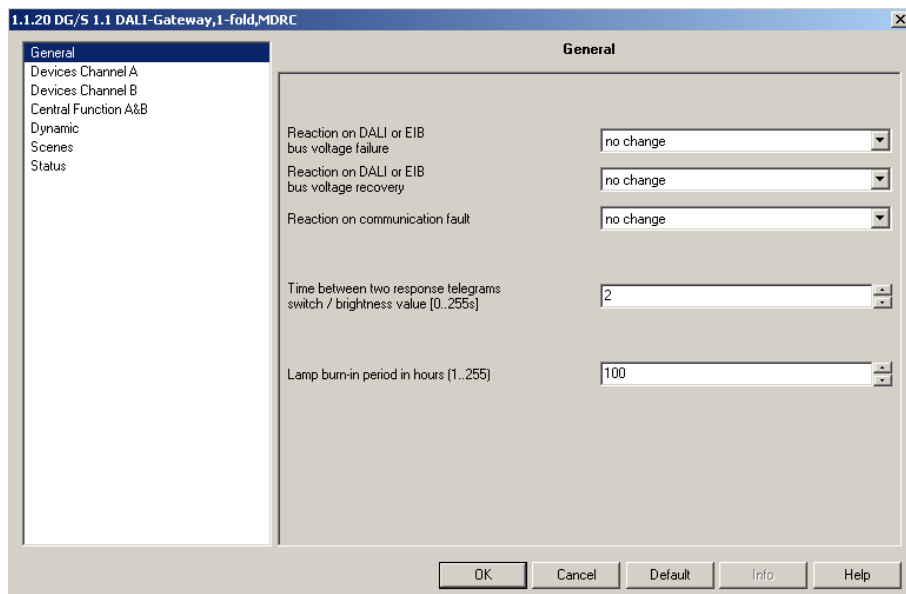 1.1.20 DG/S 1.1 DALI-Gateway,1-fold,MDRC
General
Devices Channel A
Devices Channel B
Central Function A&B
Dynamic
Scenes
Status
General
Reaction on DALI or EIB
bus voltage failure
no change
Reaction on DALI or EIB
bus voltage recovery
no change
Reaction on communication fault
no change
Time between two response telegrams
switch / brightness value [0..255s]
2
Lamp burn-in period in hours (1..255)
100
OK
Cancel
Default
Info
Help